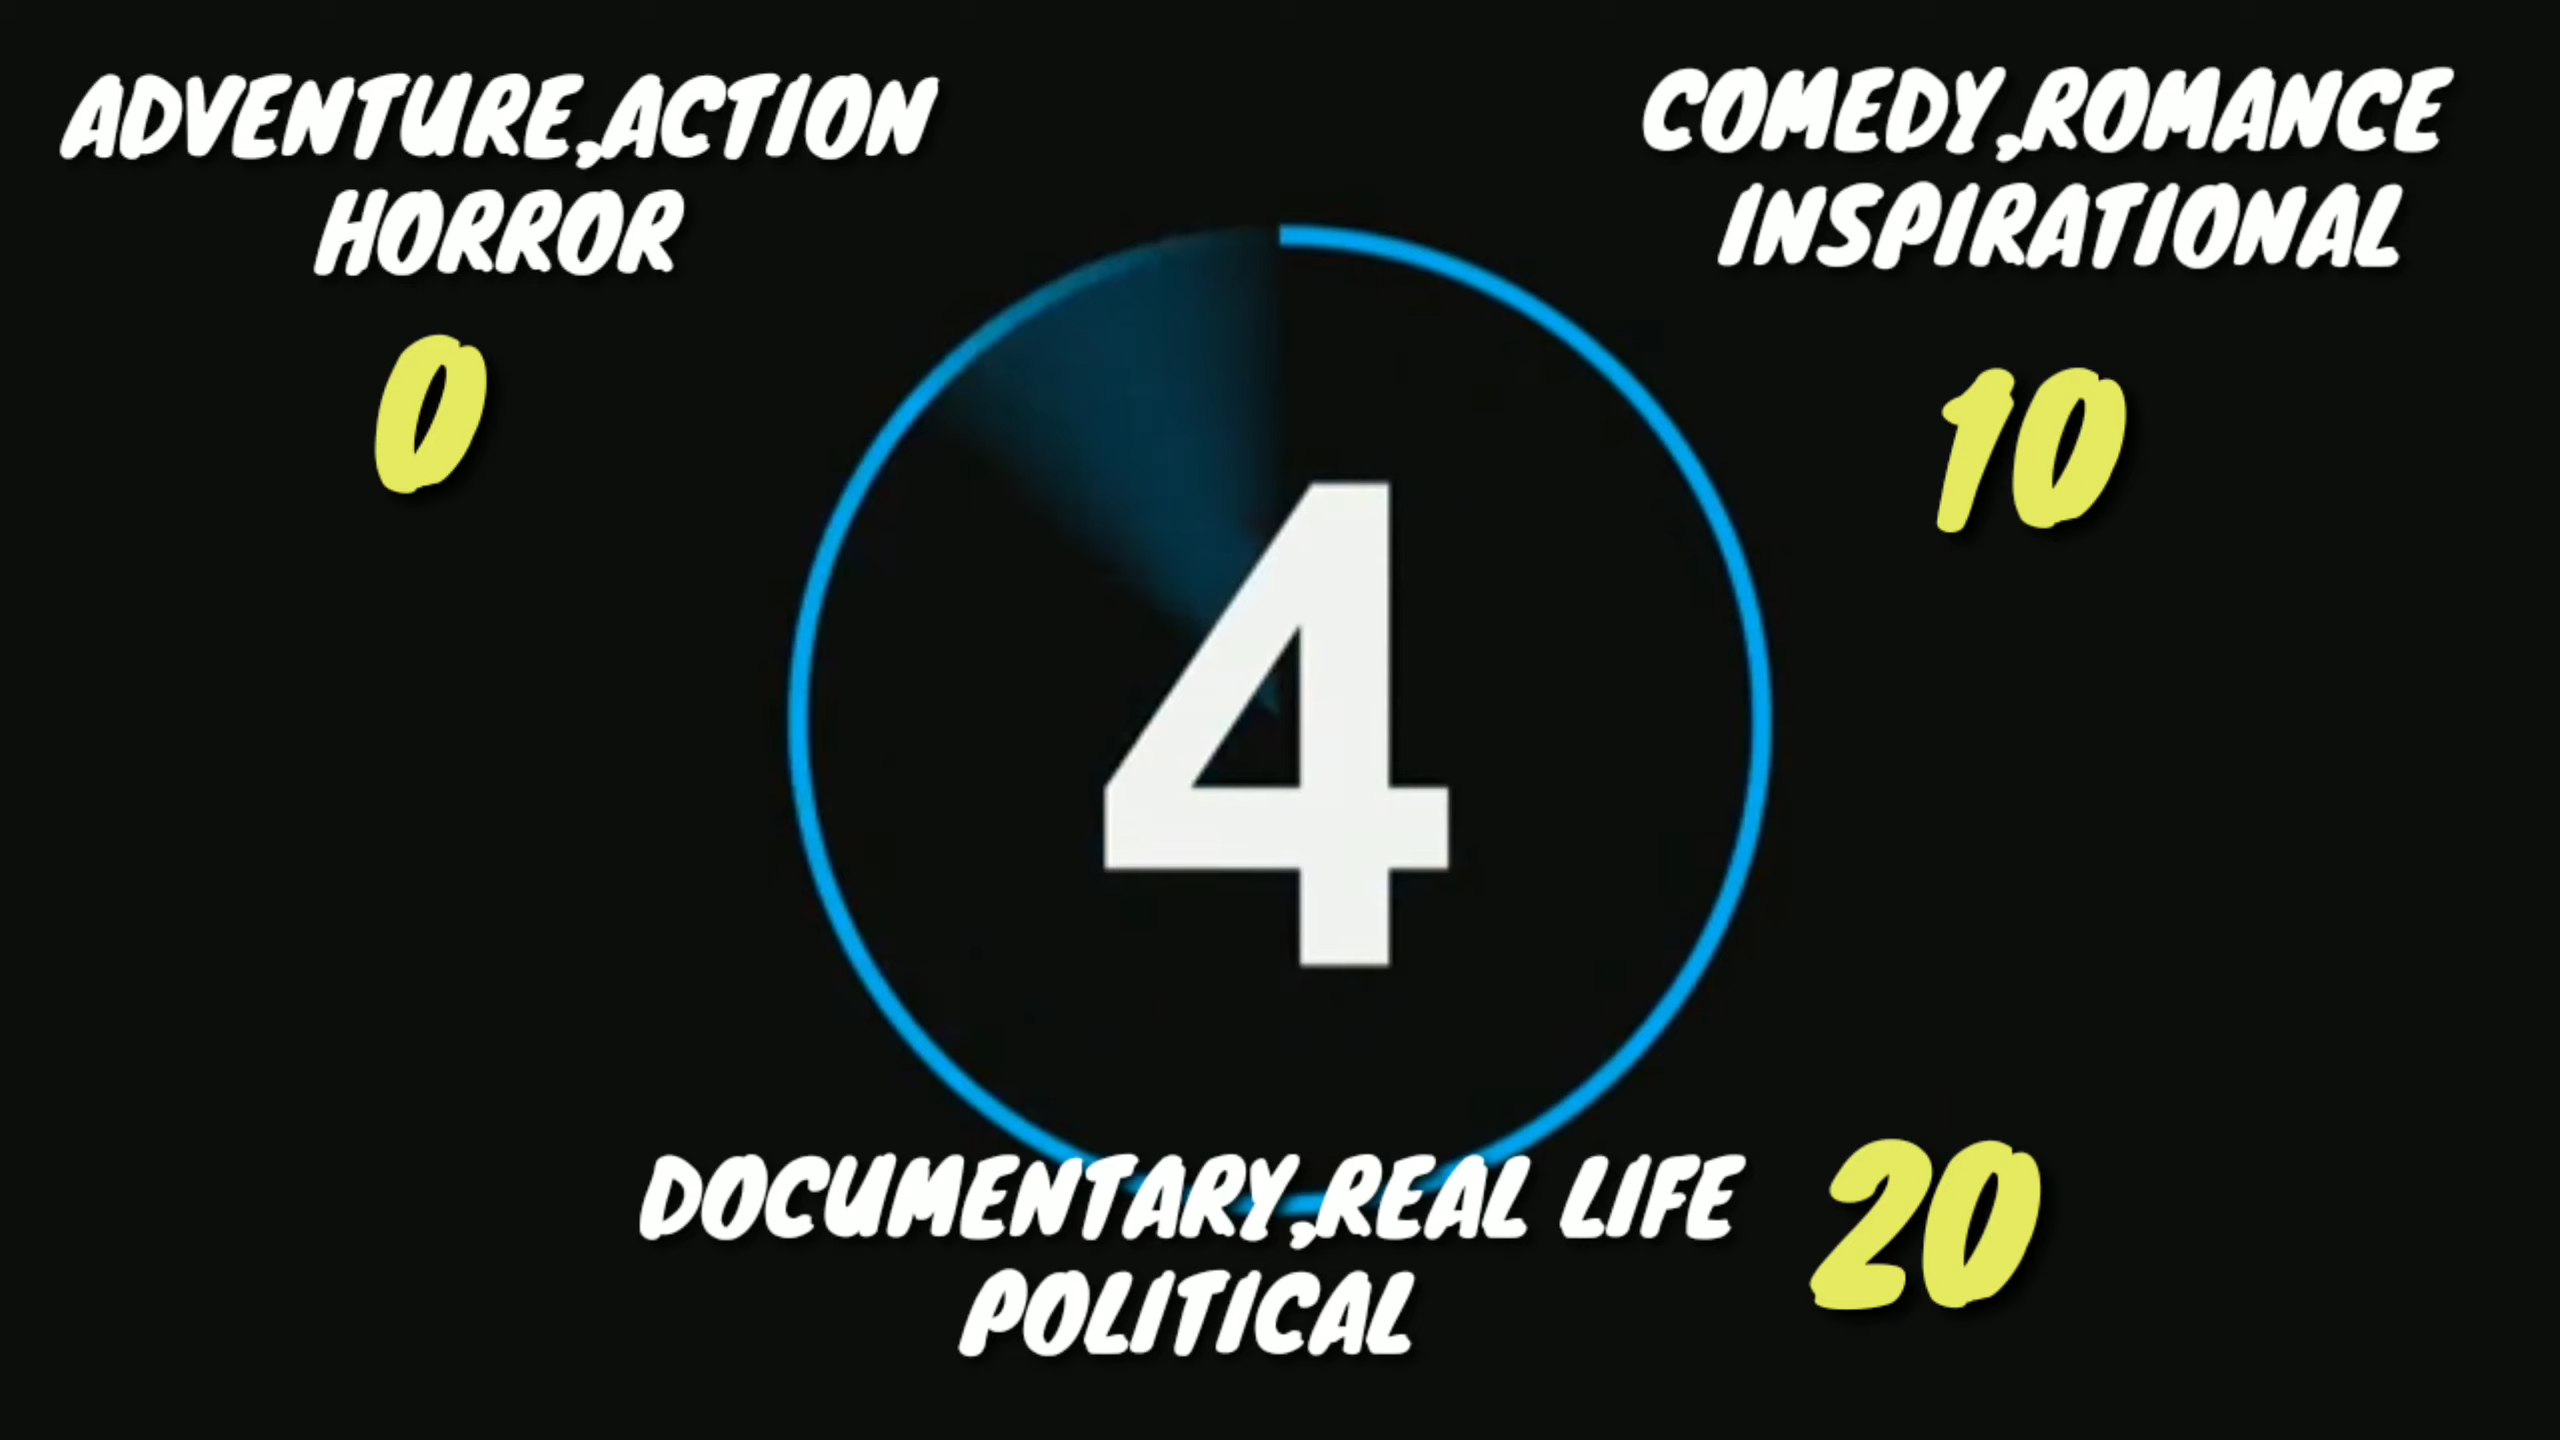 ADVENTURE,ACTION
HORROR
0
COMEDY,ROMANCE
INSPIRATIONAL
10
4
DOCUMENTARY,REAL LIFE
POLITICAL
20